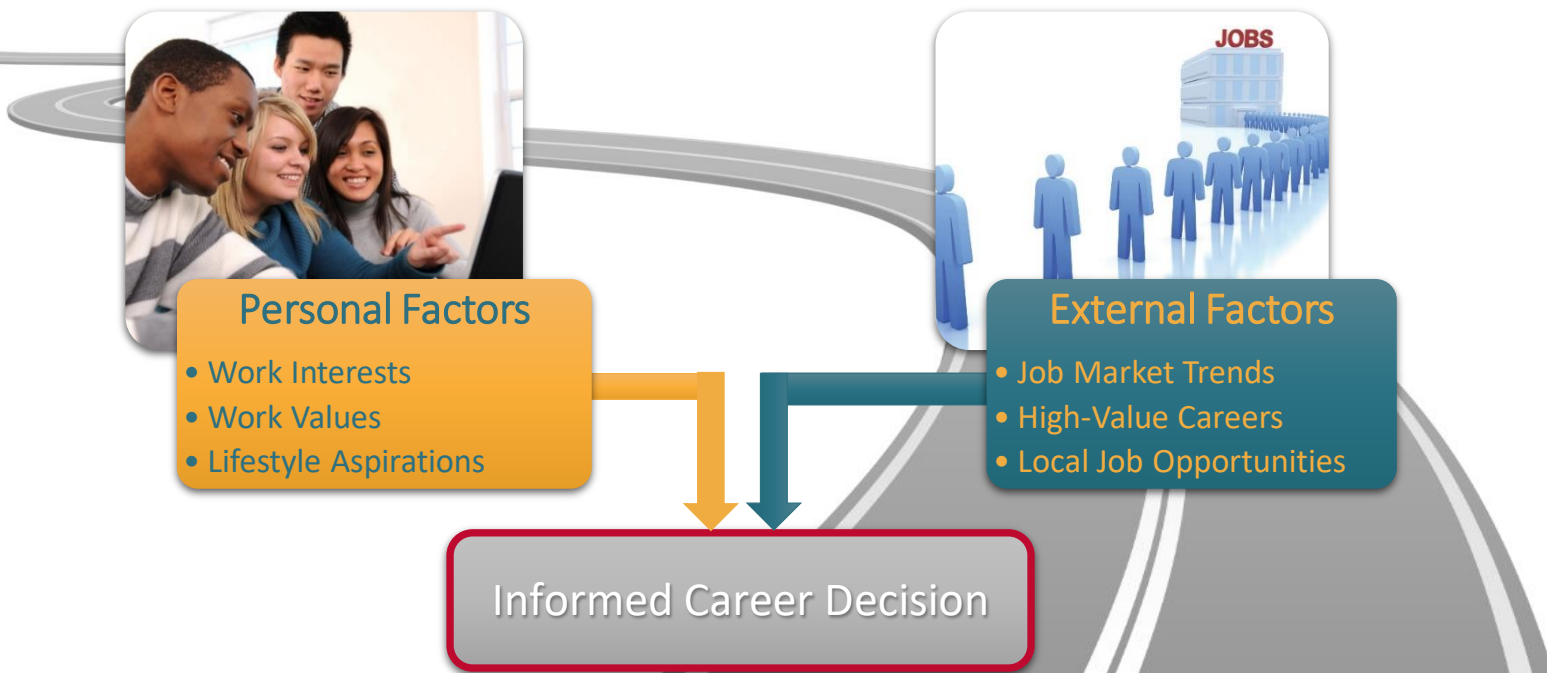 JOBS
Personal Factors
• Work Interests
• Work Values
• Lifestyle Aspirations
External Factors
• Job Market Trends
• High-Value Careers
• Local Job Opportunities
Informed Career Decision